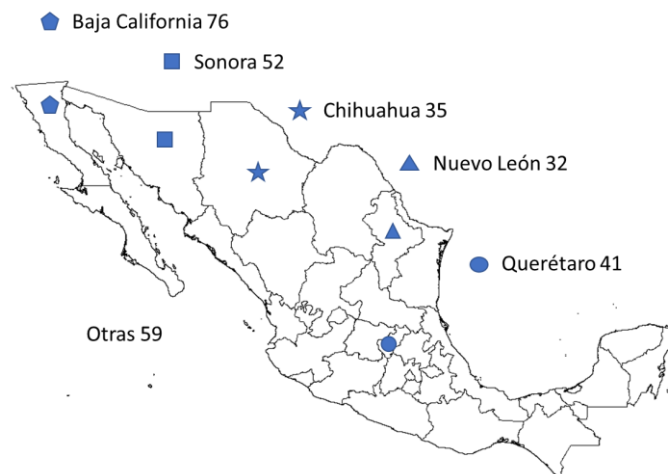 Baja California 76
Sonora 52
Chihuahua 35
Nuevo León 32
Querétaro 41
Otras 59